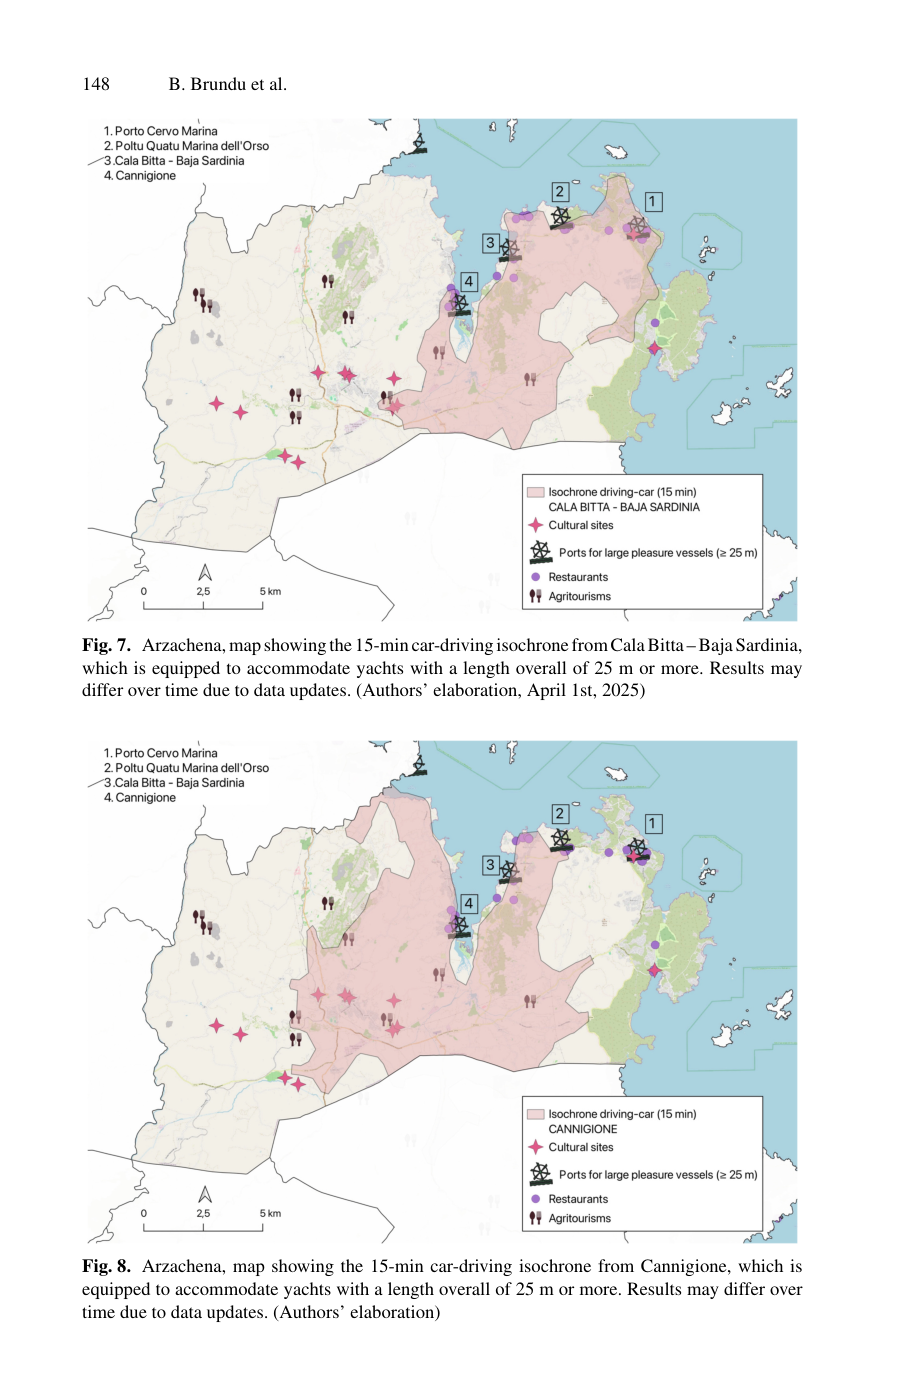 148 B. Brundu et al.
1. Porto Cervo Marina
2. Poltu Quatu Marina dell'Orso
3.Cala Bitta - Baja Sardinia
4. Cannigione
2
1
3
4
Isochrone driving-car (15 min)
CALA BITTA - BAJA SARDINIA
Cultural sites
Ports for large pleasure vessels (≥ 25 m)
Restaurants
Agritourisms
0 2,5 5 km
Fig. 7. Arzachena, map showing the 15-min car-driving isochrone from Cala Bitta – Baja Sardinia,
which is equipped to accommodate yachts with a length overall of 25 m or more. Results may
differ over time due to data updates. (Authors' elaboration, April 1st, 2025)
1. Porto Cervo Marina
2. Poltu Quatu Marina dell'Orso
3.Cala Bitta - Baja Sardinia
4. Cannigione
2
1
3
4
Isochrone driving-car (15 min)
CANNIGIONE
Cultural sites
Ports for large pleasure vessels (≥ 25 m)
Restaurants
Agritourisms
0 2,5 5 km
Fig. 8. Arzachena, map showing the 15-min car-driving isochrone from Cannigione, which is
equipped to accommodate yachts with a length overall of 25 m or more. Results may differ over
time due to data updates. (Authors' elaboration)